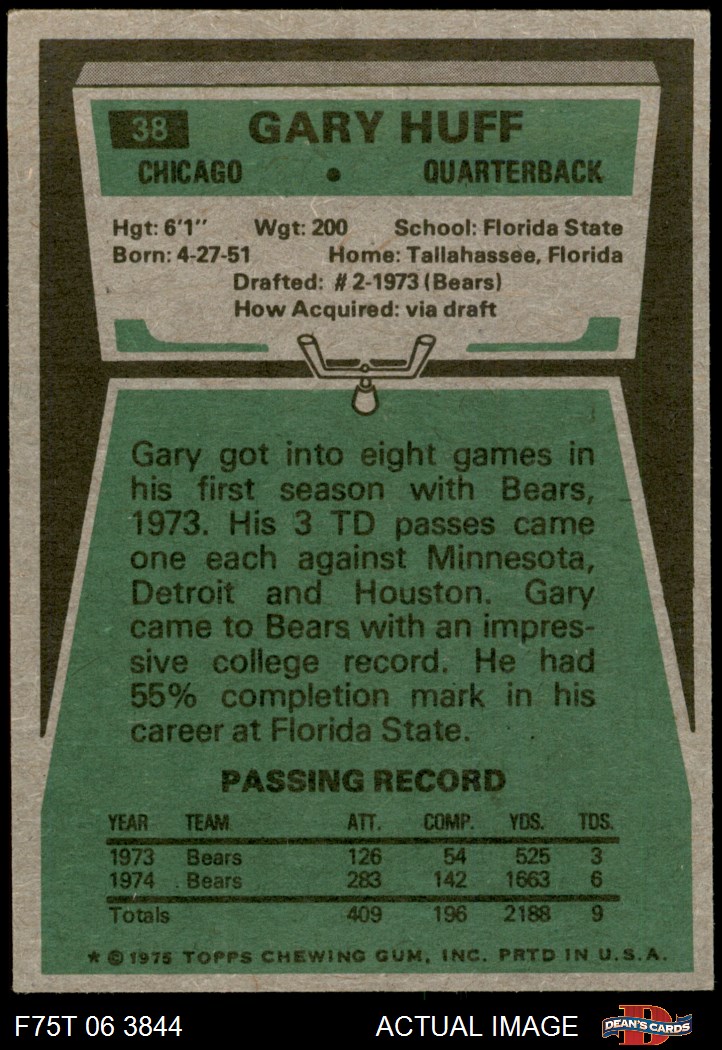 38 GARY HUFF
CHICAGO • QUARTERBACK
Hgt: 6'1" Wgt: 200 School: Florida State
Born: 4-27-51 Home: Tallahassee, Florida
Drafted: #2-1973 (Bears)
How Acquired: via draft
Gary got into eight games in
his first season with Bears,
1973. His 3 TD passes came
one each against Minnesota,
Detroit and Houston. Gary
came to Bears with an impres-
sive college record. He had
55% completion mark in his
career at Florida State.
PASSING RECORD
YEAR TEAM ATT. COMP. YDS. TDS.
1973 Bears 126 54 525 3
1974 Bears 283 142 1663 6
Totals 409 196 2188 9
* © 1975 TOPPS CHEWING GUM, INC. PRTD IN U.S.A.
F75T 06 3844 ACTUAL IMAGE D DEAN'S CARDS